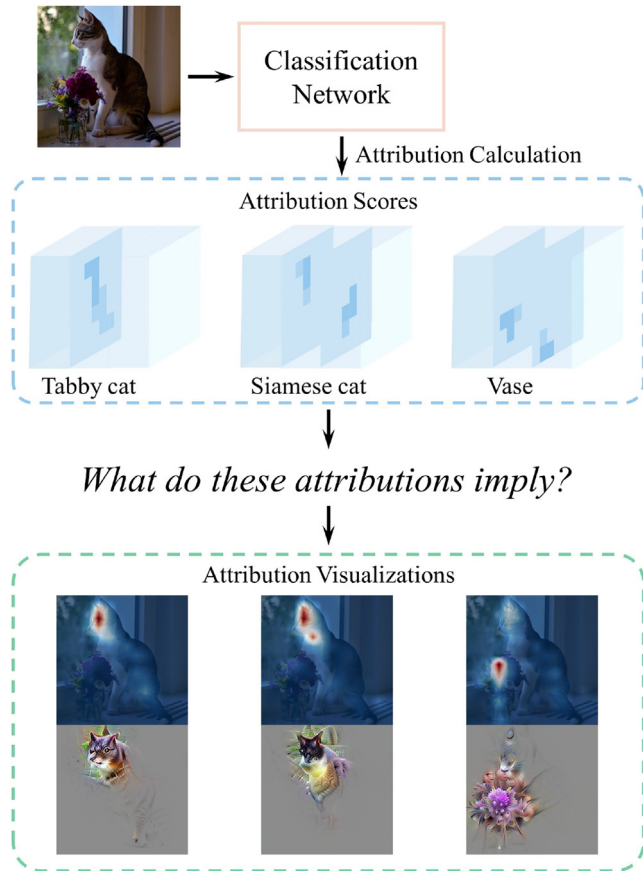 Classification
Network
Attribution Calculation
Attribution Scores
Tabby cat
Siamese cat
Vase
What do these attributions imply?
Attribution Visualizations